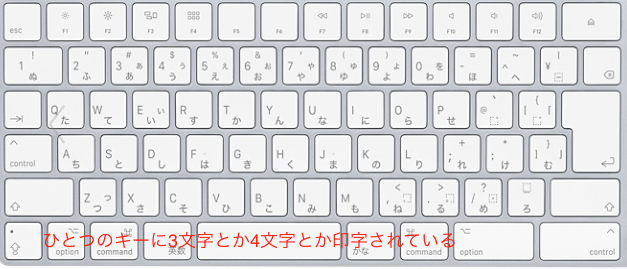 esc F1 F2 F3 F4 F5 F6 F7 F8 F9 F10 F11 F12
! " # ぁ $ ぅ % ぇ & ぉ ' ゃ ( ゅ ) ょ を = ~ |
1 ぬ 2 ふ 3 あ 4 う 5 え 6 お 7 や 8 ゆ 9 よ 0 わ - ほ ^ へ ¥
Q た W て E ぃ い R す T か Y ん U な I に O ら P せ @ ゛ { [ ゜ 「
control A ち S と D し F は G き H く J ま K の L り + ; れ * : け } ] 」 む
Z っ つ X さ C そ V ひ B こ N み M も < 、 , ね > 。 . る ? ・ / め _ ろ
option command 英数 かな command option control
ひとつのキーに3文字とか4文字とか印字されている